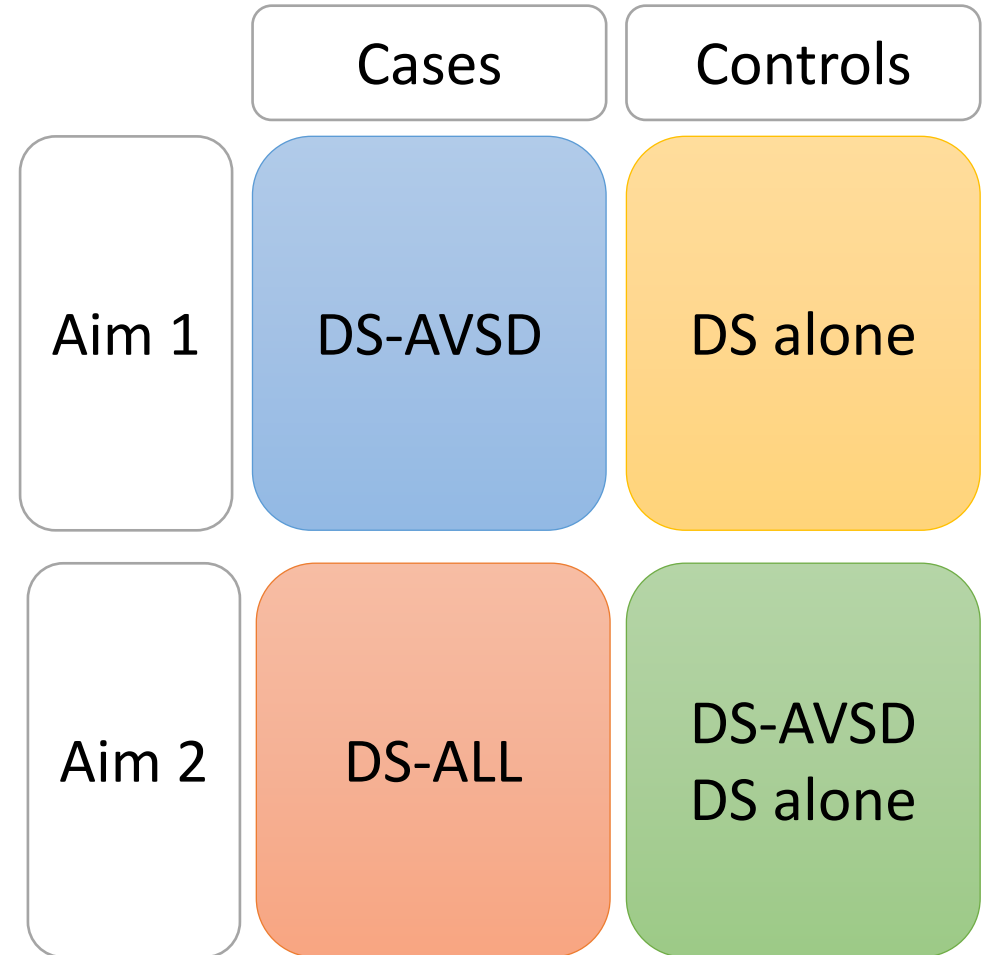 Cases
Controls
Aim 1
DS-AVSD
DS alone
Aim 2
DS-ALL
DS-AVSD
DS alone